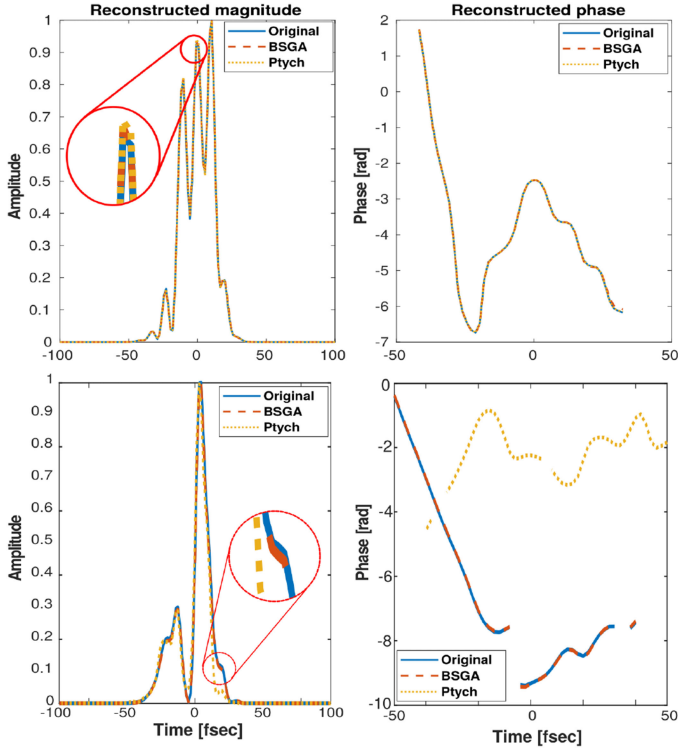 Reconstructed magnitude
Original
BSGA
Ptych
Amplitude
1
0.9
0.8
0.7
0.6
0.5
0.4
0.3
0.2
0.1
0
-100
-50
0
50
100
Reconstructed phase
Original
BSGA
Ptych
Phase [rad]
2
1
0
-1
-2
-3
-4
-5
-6
-7
-50
0
50
Original
BSGA
Ptych
Amplitude
1
0.9
0.8
0.7
0.6
0.5
0.4
0.3
0.2
0.1
0
-100
-50
0
50
100
Time [fsec]
Phase [rad]
0
-2
-4
-6
-8
-10
Original
BSGA
Ptych
-50
0
50
Time [fsec]